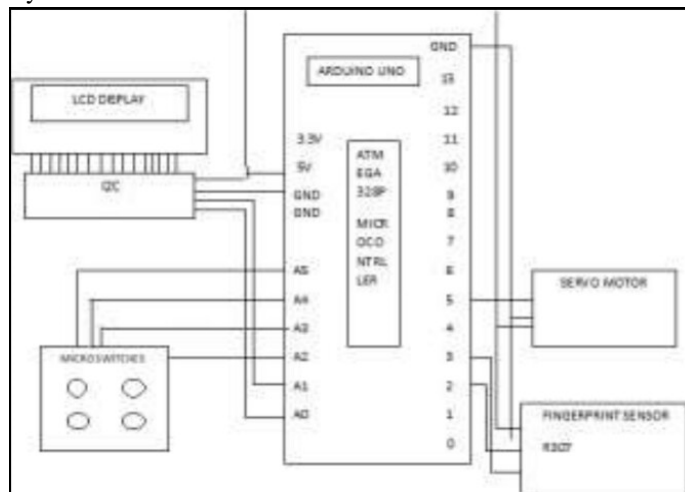 ARDUINO UNO
LCD DISPLAY
I2C
MICROSWITCHES
3.3V
5V
GND
GND
A5
A4
A3
A2
A1
A0
ATM
EGA
328P
MICR
OCO
NTRL
LER
GND
13
12
11
10
9
8
7
6
5
4
3
2
1
0
SERVO MOTOR
FINGERPRINT SENSOR
R307